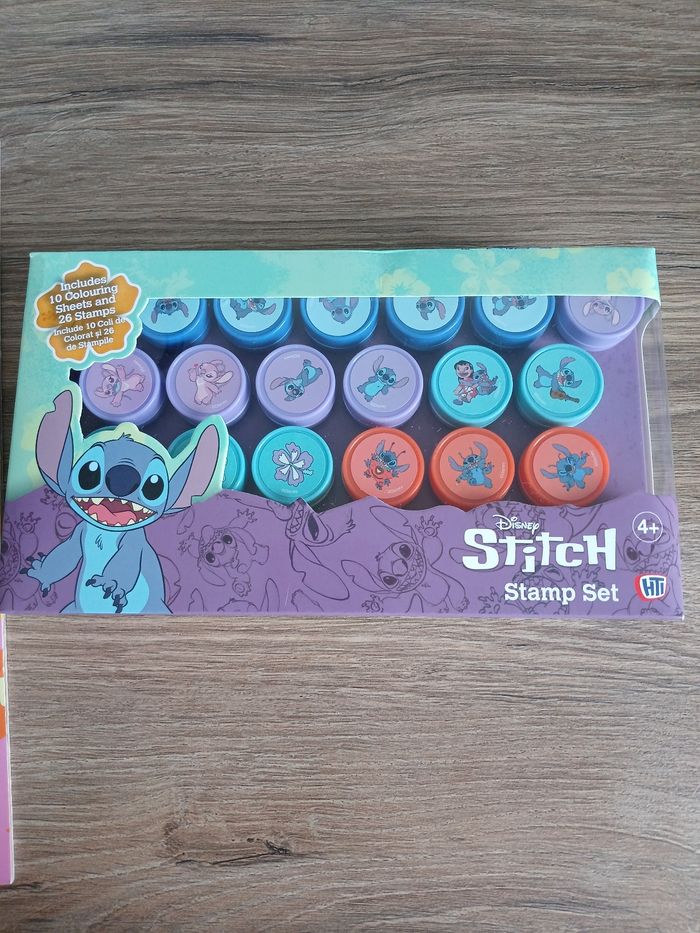 Includes
10 Colouring
Sheets and
26 Stamps
Include 10 Coli de
Colorat și 26
de Stampile
Disney
STITCH
4+
Stamp Set
HTI